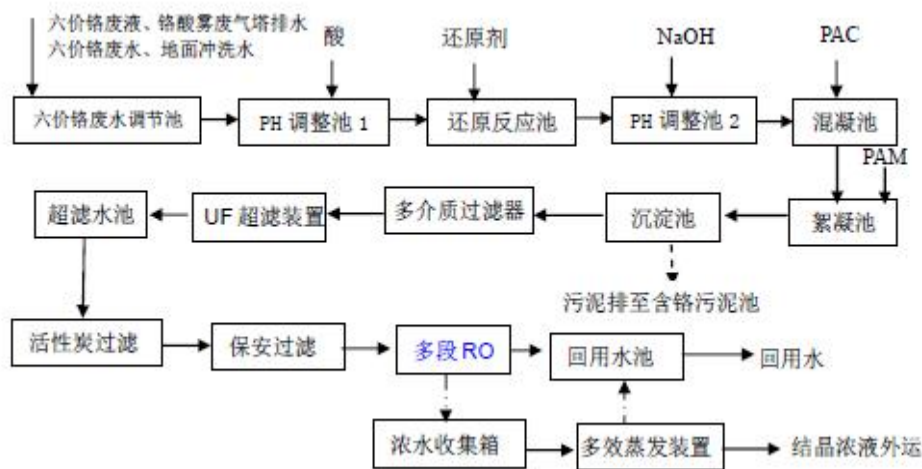 六价铬废液、铬酸雾废气塔排水
六价铬废水、地面冲洗水
酸
还原剂
NaOH
PAC
六价铬废水调节池
PH 调整池 1
还原反应池
PH 调整池 2
混凝池
PAM
超滤水池
UF 超滤装置
多介质过滤器
沉淀池
絮凝池
污泥排至含铬污泥池
活性炭过滤
保安过滤
多段 RO
回用水池
回用水
浓水收集箱
多效蒸发装置
结晶浓液外运